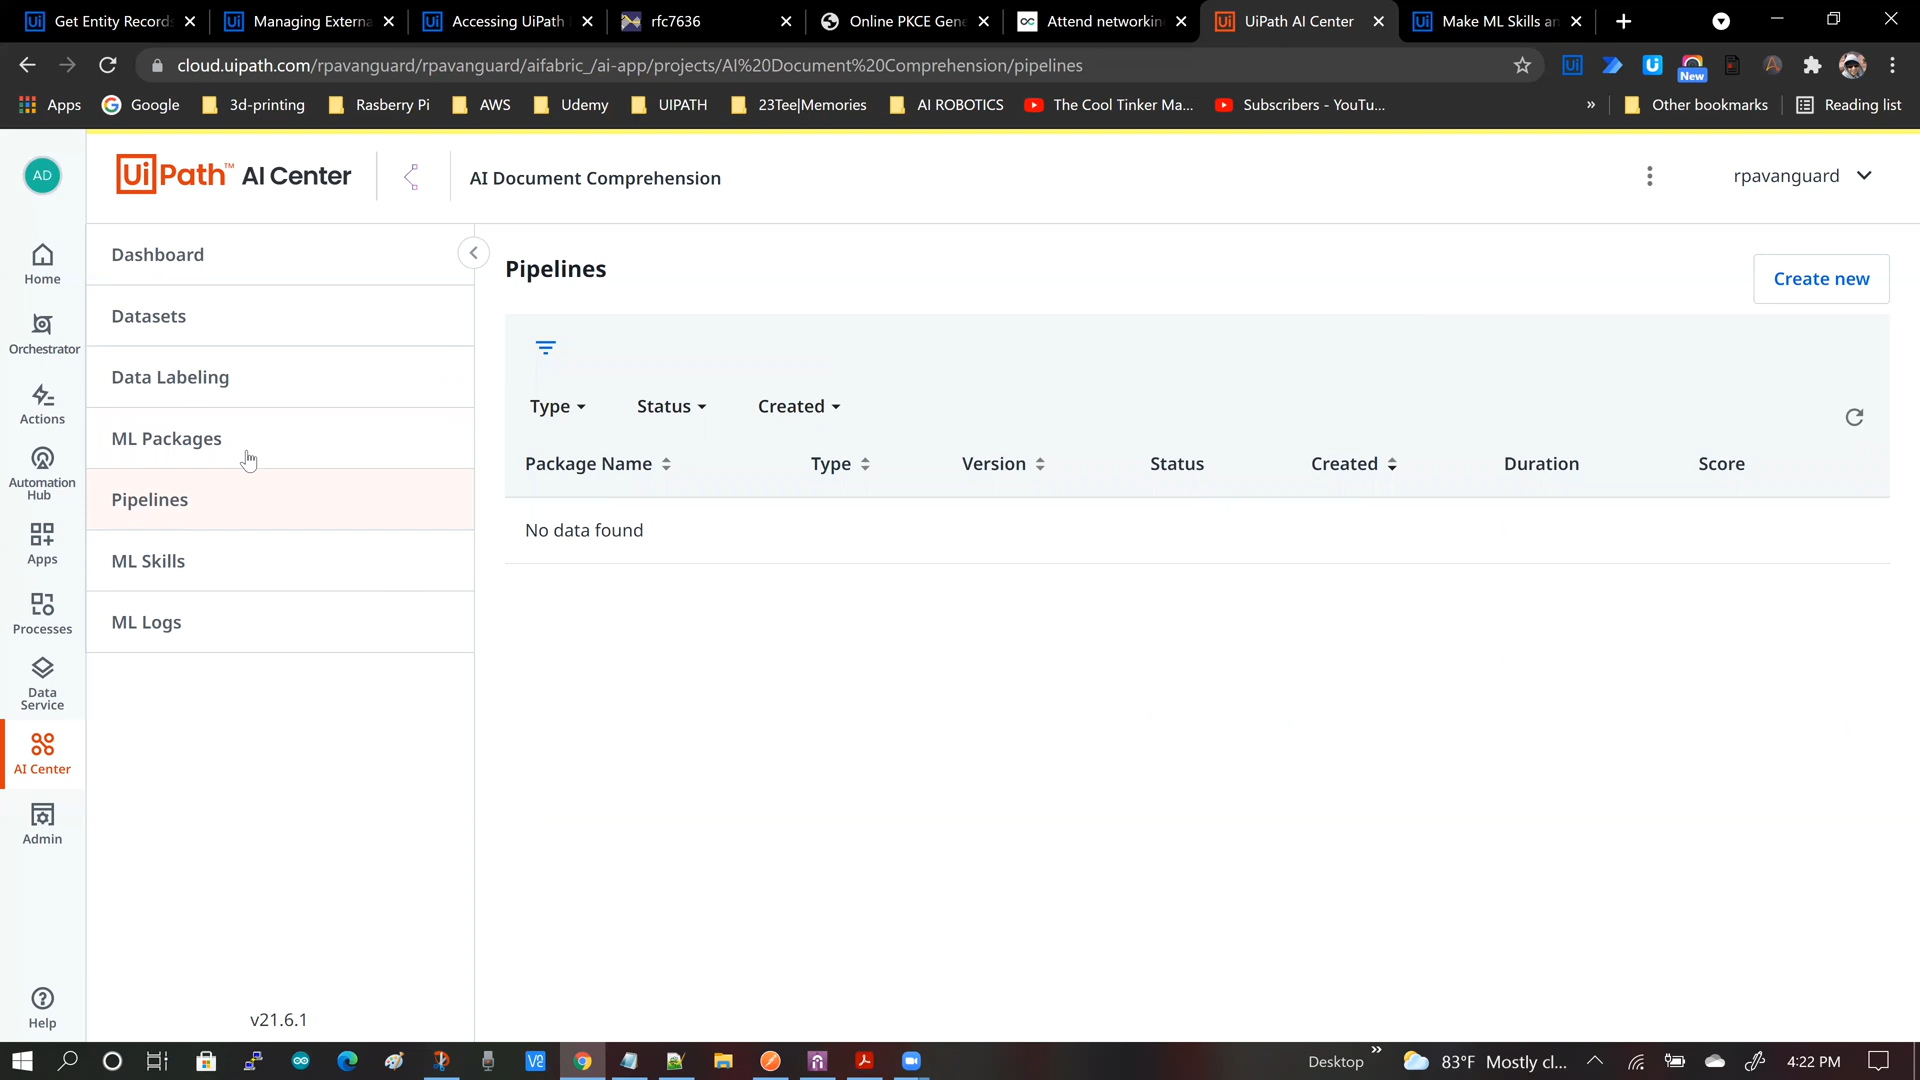 Get Entity Records
Managing Externa
Accessing UiPath
rfc7636
Online PKCE Gene
Attend networkin
UiPath AI Center
Make ML Skills an
cloud.uipath.com/rpavanguard/rpavanguard/aifabric_/ai-app/projects/AI%20Document%20Comprehension/pipelines
New
Apps
Google
3d-printing
Rasberry Pi
AWS
Udemy
UIPATH
23Tee|Memories
AI ROBOTICS
The Cool Tinker Ma...
Subscribers - YouTu...
»
Other bookmarks
Reading list
AD
UiPath™ AI Center
AI Document Comprehension
rpavanguard
Home
Orchestrator
Actions
Automation
Hub
Apps
Processes
Data
Service
AI Center
Admin
Help
Dashboard
Datasets
Data Labeling
ML Packages
Pipelines
ML Skills
ML Logs
v21.6.1
Pipelines
Create new
Type
Status
Created
Package Name
Type
Version
Status
Created
Duration
Score
No data found
Desktop
»
83°F Mostly cl...
4:22 PM